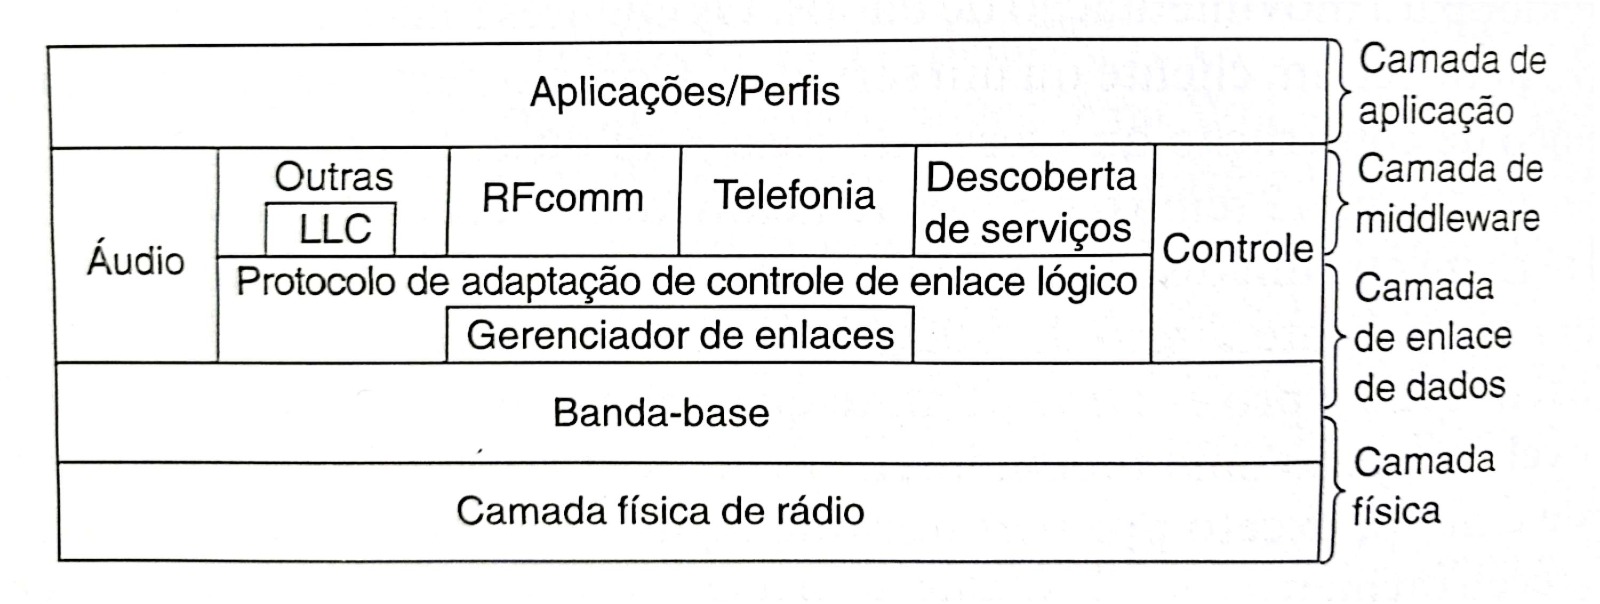 Aplicações/Perfis
Camada de
aplicação
Áudio
Outras
LLC
RFcomm
Telefonia
Descoberta
de serviços
Controle
Camada de
middleware
Protocolo de adaptação de controle de enlace lógico
Gerenciador de enlaces
Camada
de enlace
de dados
Banda-base
Camada física de rádio
Camada
física